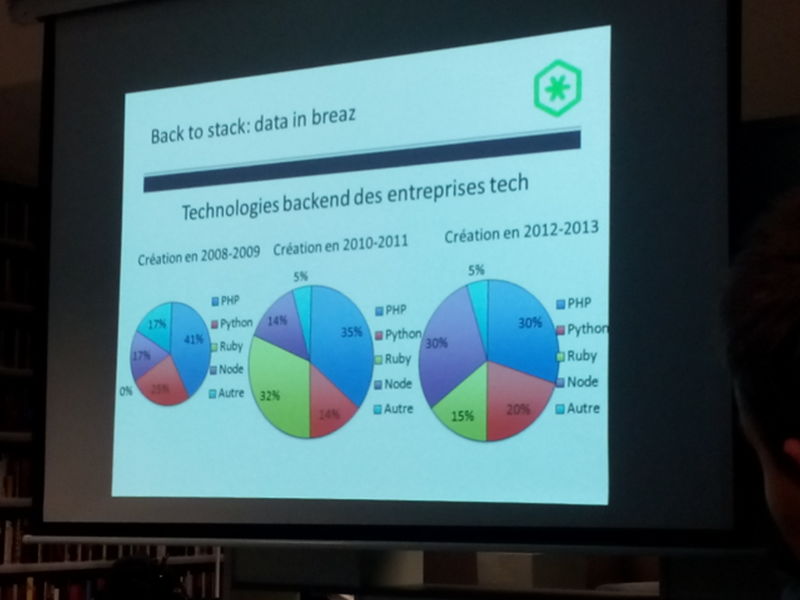 Back to stack: data in breaz
Technologies backend des entreprises tech
Création en 2008-2009
17%
41%
17%
0%
25%
PHP
Python
Ruby
Node
Autre
Création en 2010-2011
5%
14%
35%
32%
14%
PHP
Python
Ruby
Node
Autre
Création en 2012-2013
5%
30%
30%
15%
20%
PHP
Python
Ruby
Node
Autre